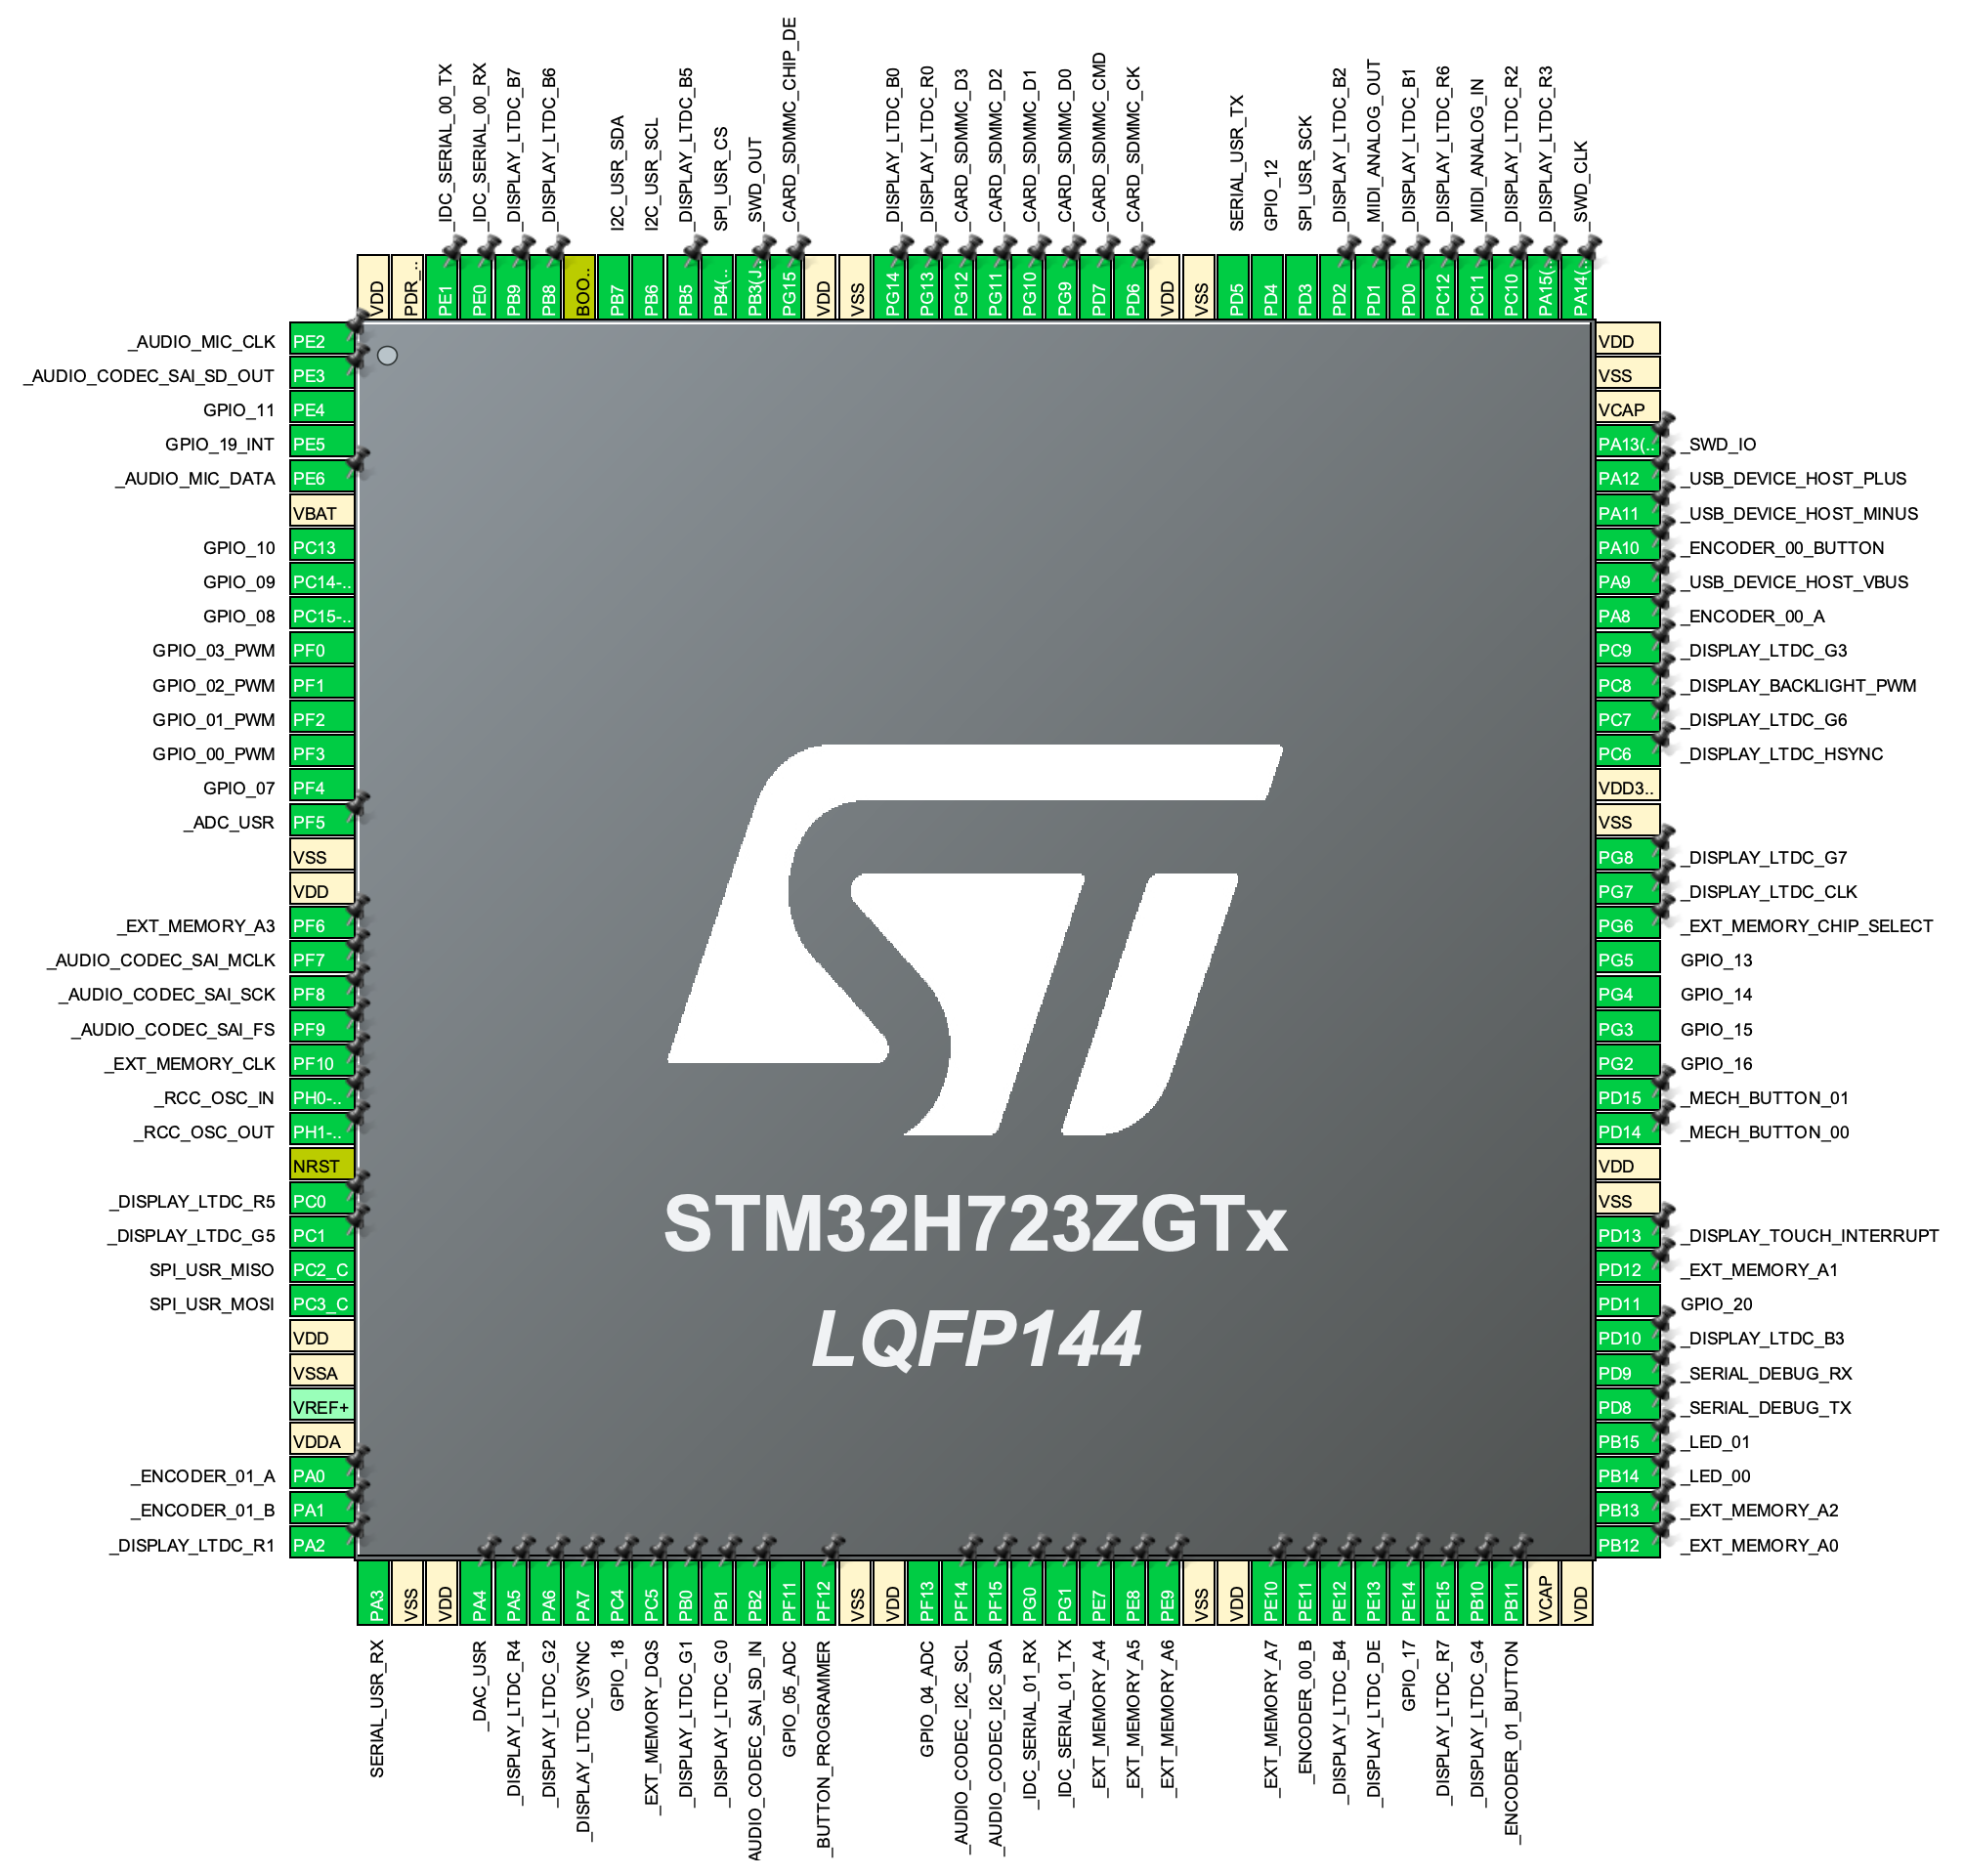 _IDC_SERIAL_00_TX
_IDC_SERIAL_00_RX
_DISPLAY_LTDC_B7
_DISPLAY_LTDC_B6
I2C_USR_SDA
I2C_USR_SCL
_DISPLAY_LTDC_B5
SPI_USR_CS
_SWD_OUT
_CARD_SDMMC_CHIP_DE
_DISPLAY_LTDC_B0
_DISPLAY_LTDC_R0
_CARD_SDMMC_D3
_CARD_SDMMC_D2
_CARD_SDMMC_D1
_CARD_SDMMC_D0
_CARD_SDMMC_CMD
_CARD_SDMMC_CK
SERIAL_USR_TX
GPIO_12
SPI_USR_SCK
_DISPLAY_LTDC_B2
_MIDI_ANALOG_OUT
_DISPLAY_LTDC_B1
_DISPLAY_LTDC_R6
_MIDI_ANALOG_IN
_DISPLAY_LTDC_R2
_DISPLAY_LTDC_R3
_SWD_CLK
VDD
PDR_..
PE1
PE0
PB9
PB8
BOO..
PB7
PB6
PB5
PB4(..
PB3(J..
PG15
VDD
VSS
PG14
PG13
PG12
PG11
PG10
PG9
PD7
PD6
VDD
VSS
PD5
PD4
PD3
PD2
PD1
PD0
PC12
PC11
PC10
PA15(..
PA14(..
_AUDIO_MIC_CLK PE2
_AUDIO_CODEC_SAI_SD_OUT PE3
GPIO_11 PE4
GPIO_19_INT PE5
_AUDIO_MIC_DATA PE6
VBAT
GPIO_10 PC13
GPIO_09 PC14-..
GPIO_08 PC15-..
GPIO_03_PWM PF0
GPIO_02_PWM PF1
GPIO_01_PWM PF2
GPIO_00_PWM PF3
GPIO_07 PF4
_ADC_USR PF5
VSS
VDD
_EXT_MEMORY_A3 PF6
_AUDIO_CODEC_SAI_MCLK PF7
_AUDIO_CODEC_SAI_SCK PF8
_AUDIO_CODEC_SAI_FS PF9
_EXT_MEMORY_CLK PF10
_RCC_OSC_IN PH0-..
_RCC_OSC_OUT PH1-..
NRST
_DISPLAY_LTDC_R5 PC0
_DISPLAY_LTDC_G5 PC1
SPI_USR_MISO PC2_C
SPI_USR_MOSI PC3_C
VDD
VSSA
VREF+
VDDA
_ENCODER_01_A PA0
_ENCODER_01_B PA1
_DISPLAY_LTDC_R1 PA2
STM32H723ZGTx
LQFP144
VDD
VSS
VCAP
PA13(.. _SWD_IO
PA12 _USB_DEVICE_HOST_PLUS
PA11 _USB_DEVICE_HOST_MINUS
PA10 _ENCODER_00_BUTTON
PA9 _USB_DEVICE_HOST_VBUS
PA8 _ENCODER_00_A
PC9 _DISPLAY_LTDC_G3
PC8 _DISPLAY_BACKLIGHT_PWM
PC7 _DISPLAY_LTDC_G6
PC6 _DISPLAY_LTDC_HSYNC
VDD3..
VSS
PG8 _DISPLAY_LTDC_G7
PG7 _DISPLAY_LTDC_CLK
PG6 _EXT_MEMORY_CHIP_SELECT
PG5 GPIO_13
PG4 GPIO_14
PG3 GPIO_15
PG2 GPIO_16
PD15 _MECH_BUTTON_01
PD14 _MECH_BUTTON_00
VDD
VSS
PD13 _DISPLAY_TOUCH_INTERRUPT
PD12 _EXT_MEMORY_A1
PD11 GPIO_20
PD10 _DISPLAY_LTDC_B3
PD9 _SERIAL_DEBUG_RX
PD8 _SERIAL_DEBUG_TX
PB15 _LED_01
PB14 _LED_00
PB13 _EXT_MEMORY_A2
PB12 _EXT_MEMORY_A0
PA3
VSS
VDD
PA4
PA5
PA6
PA7
PC4
PC5
PB0
PB1
PB2
PF11
PF12
VSS
VDD
PF13
PF14
PF15
PG0
PG1
PE7
PE8
PE9
VSS
VDD
PE10
PE11
PE12
PE13
PE14
PE15
PB10
PB11
VCAP
VDD
SERIAL_USR_RX
_DAC_USR
_DISPLAY_LTDC_R4
_DISPLAY_LTDC_G2
_DISPLAY_LTDC_VSYNC
GPIO_18
_EXT_MEMORY_DQS
_DISPLAY_LTDC_G1
_DISPLAY_LTDC_G0
AUDIO_CODEC_SAI_SD_IN
GPIO_05_ADC
_BUTTON_PROGRAMMER
GPIO_04_ADC
_AUDIO_CODEC_I2C_SCL
_AUDIO_CODEC_I2C_SDA
_IDC_SERIAL_01_RX
_IDC_SERIAL_01_TX
_EXT_MEMORY_A4
_EXT_MEMORY_A5
_EXT_MEMORY_A6
_EXT_MEMORY_A7
_ENCODER_00_B
_DISPLAY_LTDC_B4
_DISPLAY_LTDC_DE
GPIO_17
_DISPLAY_LTDC_R7
_DISPLAY_LTDC_G4
_ENCODER_01_BUTTON